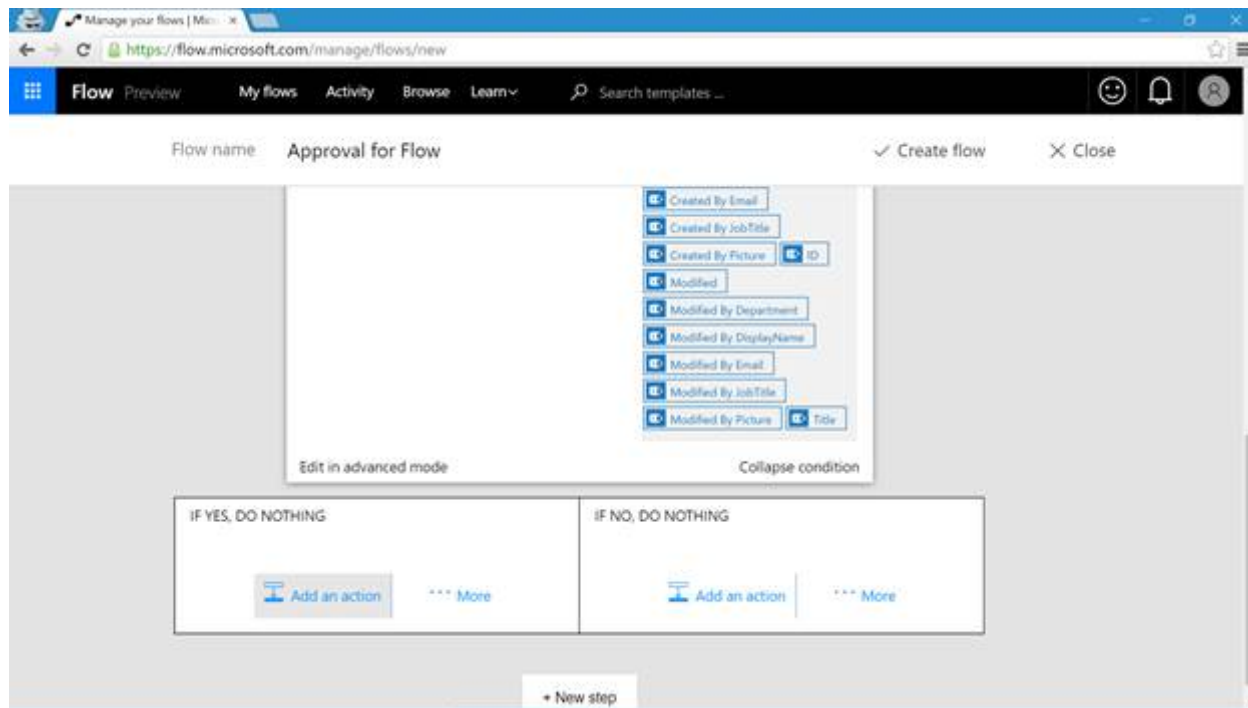 Manage your flows | Micr
https://flow.microsoft.com/manage/flows/new
Flow Preview My flows Activity Browse Learn Search templates ...
Flow name Approval for Flow Create flow Close
Created By Email
Created By JobTitle
Created By Picture ID
Modified
Modified By Department
Modified By DisplayName
Modified By Email
Modified By JobTitle
Modified By Picture Title
Edit in advanced mode Collapse condition
IF YES, DO NOTHING IF NO, DO NOTHING
Add an action ··· More Add an action ··· More
+ New step